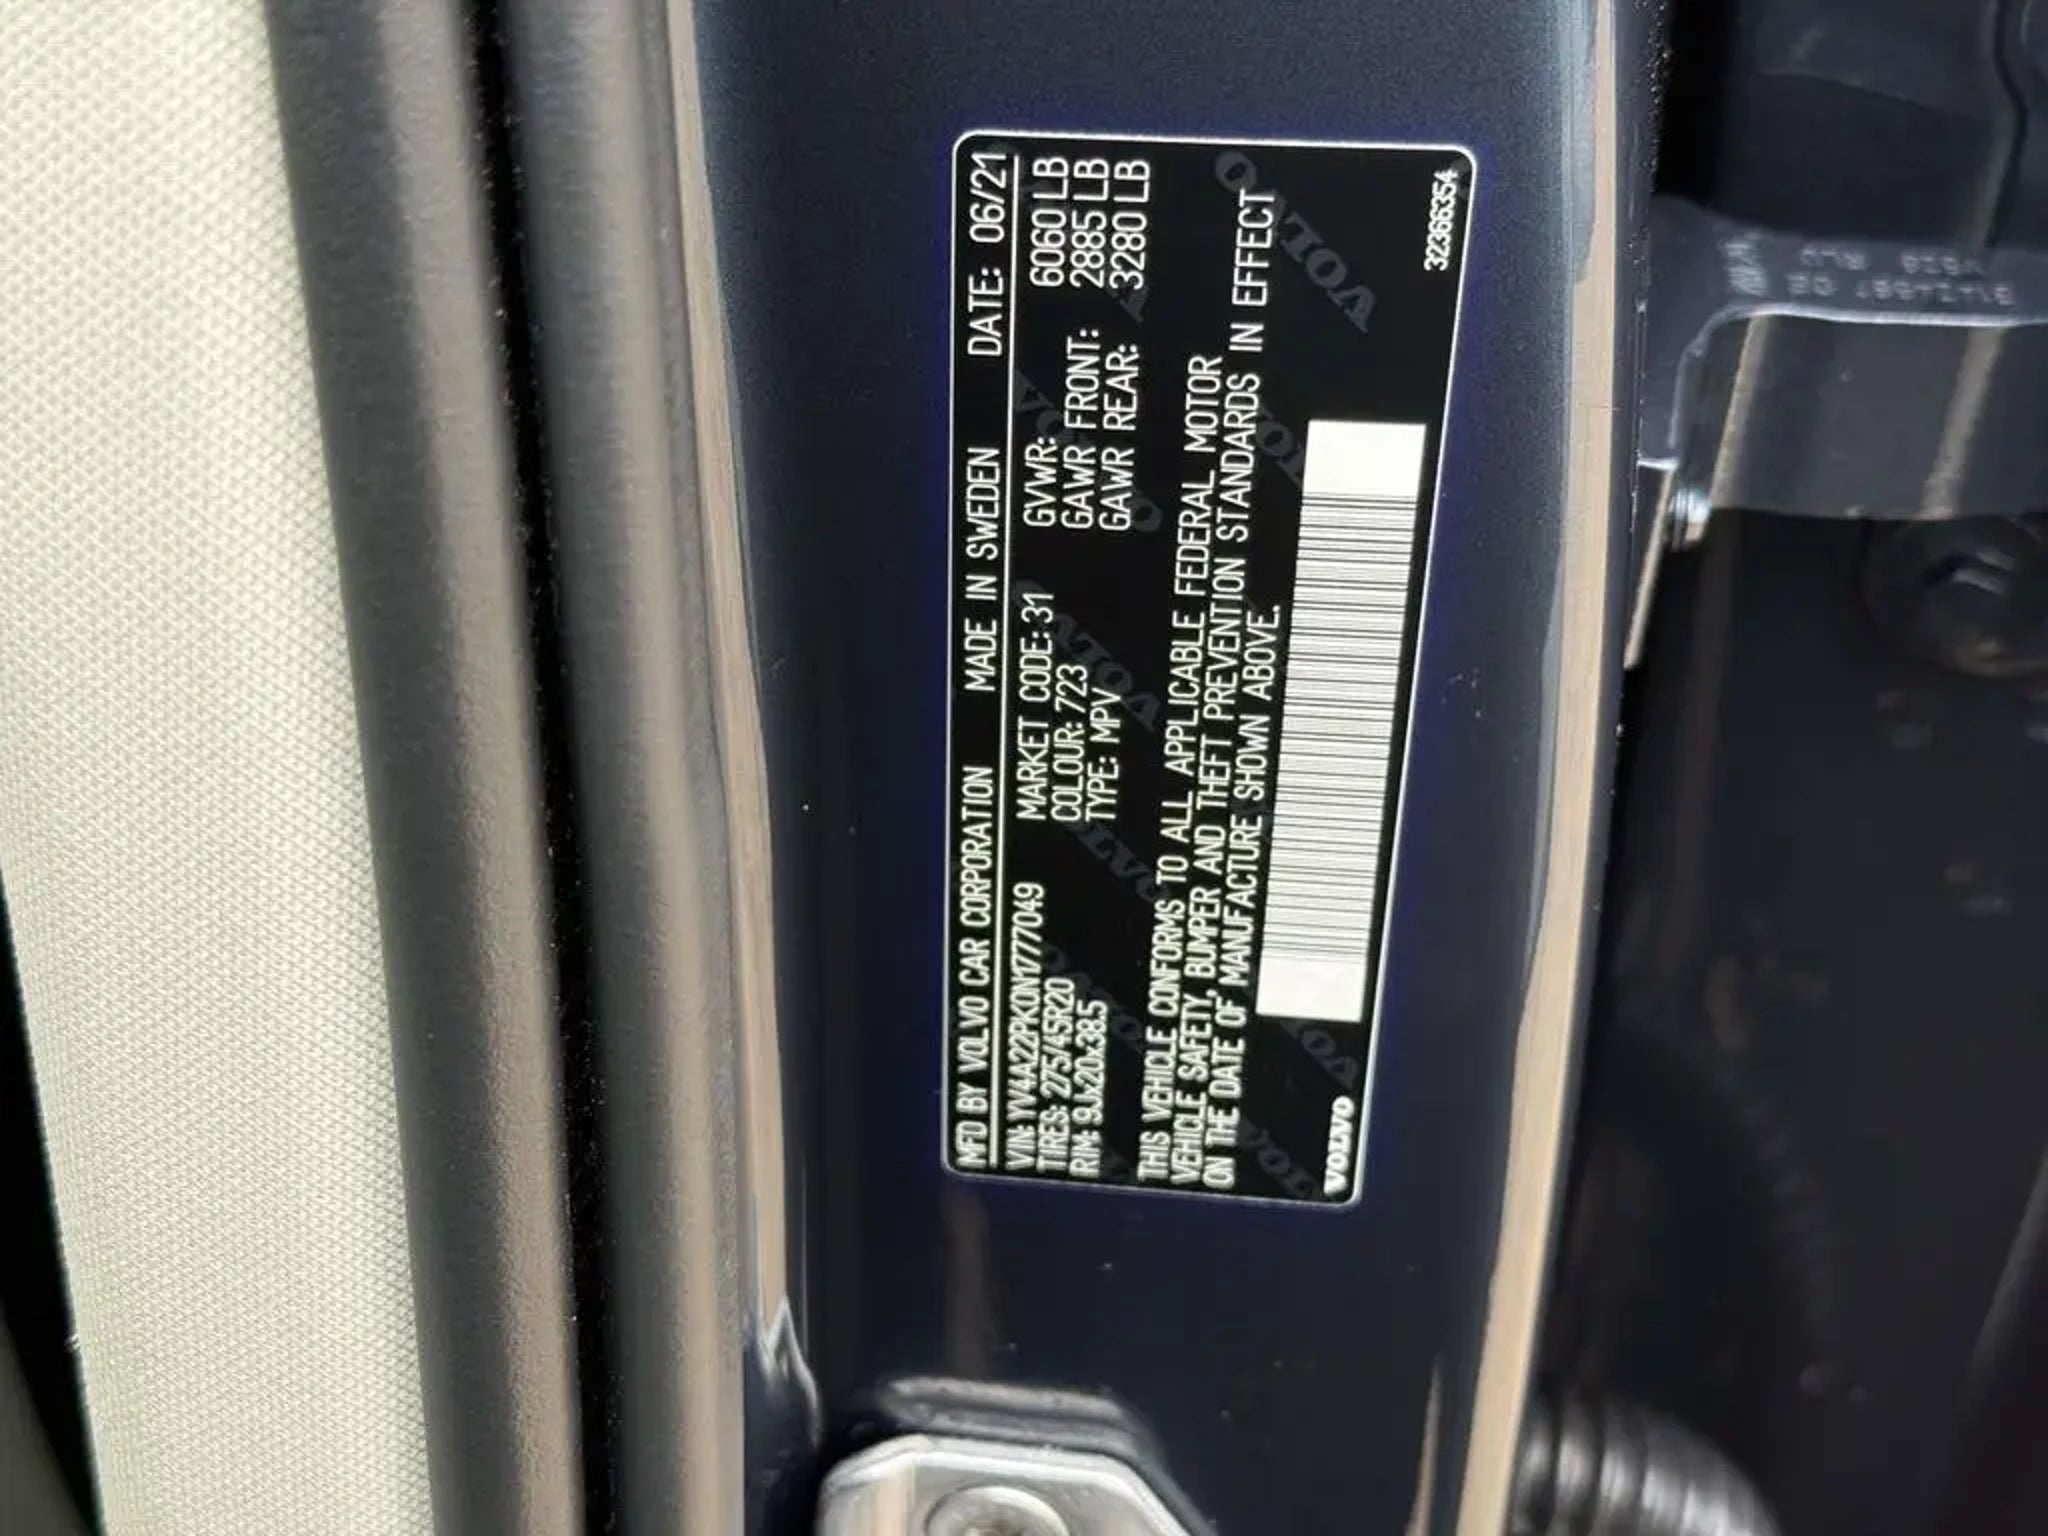 MFD BY VOLVO CAR CORPORATION MADE IN SWEDEN DATE: 06/21
VIN: YV4A22PK0N1777049 MARKET CODE: 31 GVWR: 6060 LB
TIRES: 275/45R20 COLOUR: 723 GAWR FRONT: 2885 LB
RIM: 9Jx20x38.5 TYPE: MPV GAWR REAR: 3280 LB
THIS VEHICLE CONFORMS TO ALL APPLICABLE FEDERAL MOTOR
VEHICLE SAFETY, BUMPER AND THEFT PREVENTION STANDARDS IN EFFECT
ON THE DATE OF MANUFACTURE SHOWN ABOVE.
VOLVO
32366354